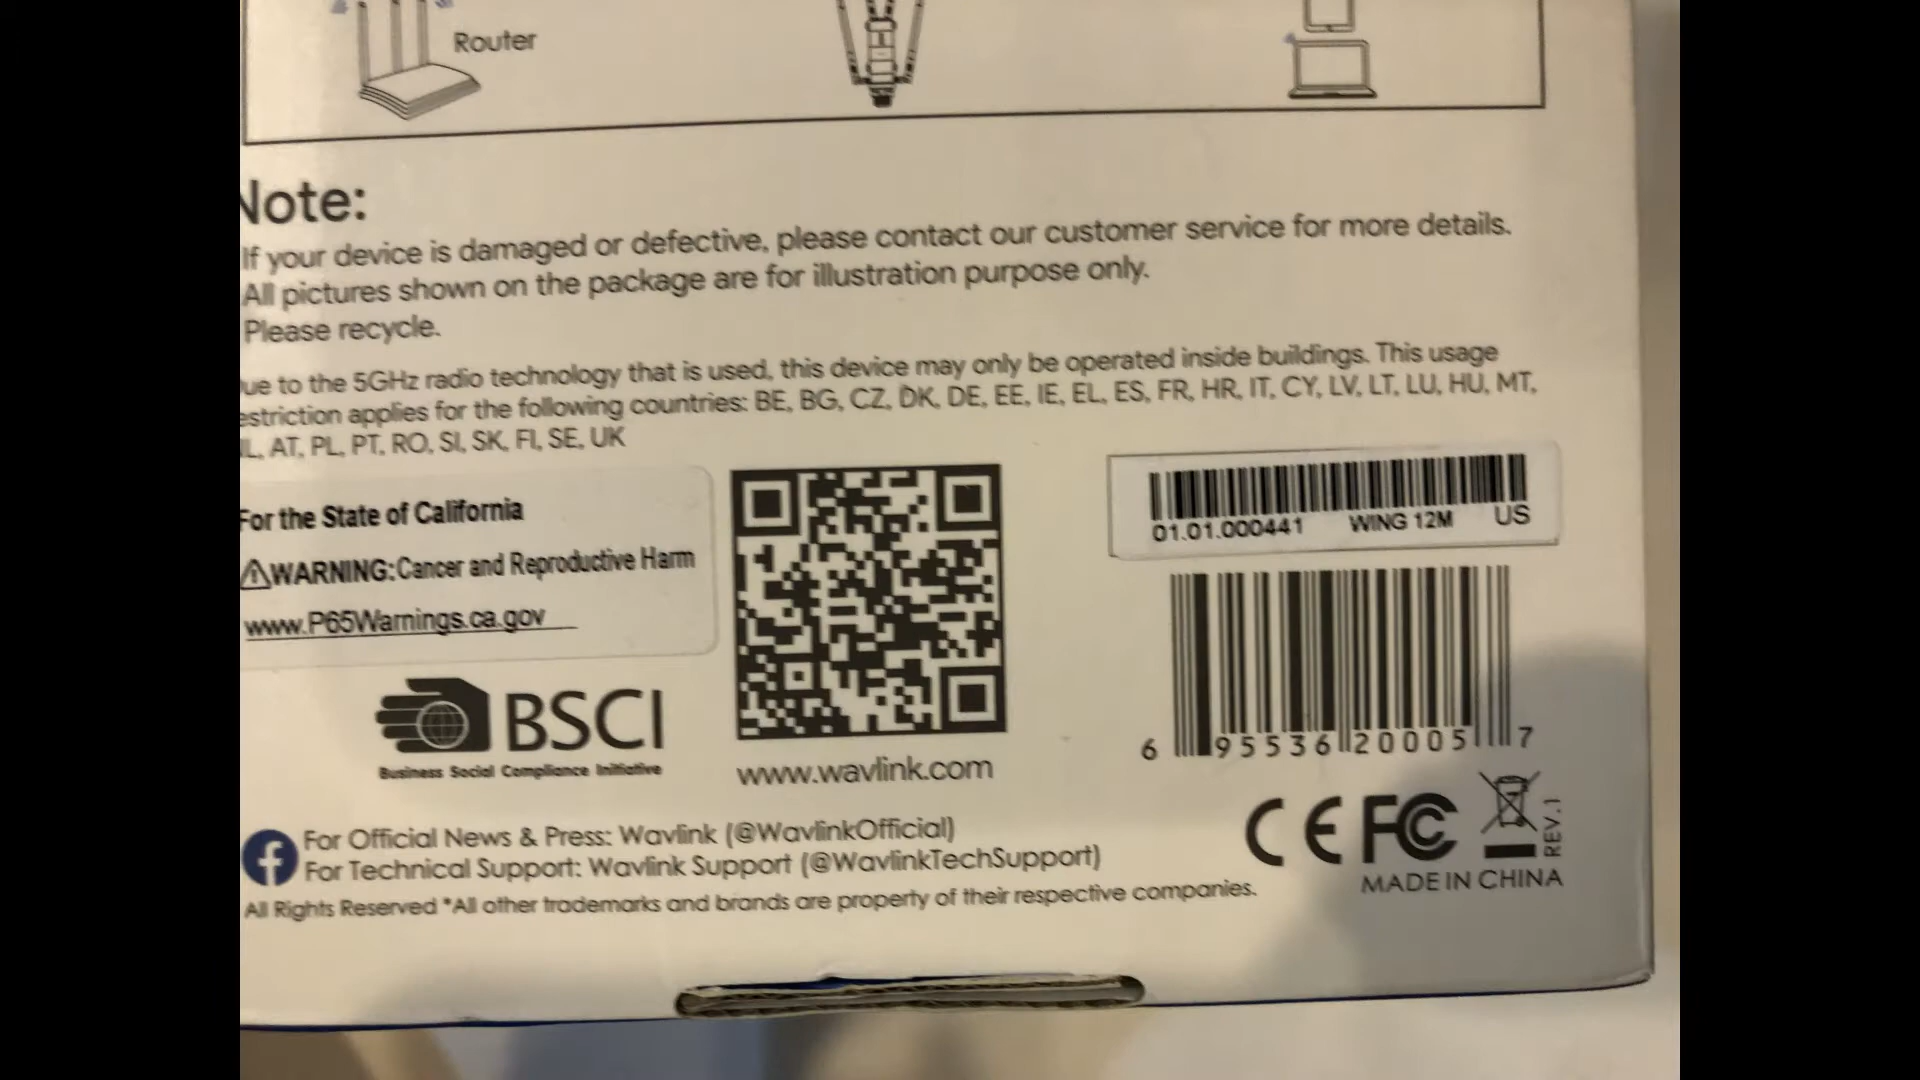 Router
Note:
If your device is damaged or defective, please contact our customer service for more details.
All pictures shown on the package are for illustration purpose only.
Please recycle.
ue to the 5GHz radio technology that is used, this device may only be operated inside buildings. This usage
estriction applies for the following countries: BE, BG, CZ, DK, DE, EE, IE, EL, ES, FR, HR, IT, CY, LV, LT, LU, HU, MT,
L, AT, PL, PT, RO, SI, SK, FI, SE, UK
For the State of California
⚠WARNING:Cancer and Reproductive Harm
www.P65Warnings.ca.gov
BSCI
Business Social Compliance Initiative
www.wavlink.com
01.01.000441 WING 12M US
6 95536 20005 7
CE FC
REV.1
MADE IN CHINA
For Official News & Press: Wavlink (@WavlinkOfficial)
For Technical Support: Wavlink Support (@WavlinkTechSupport)
All Rights Reserved *All other trademarks and brands are property of their respective companies.